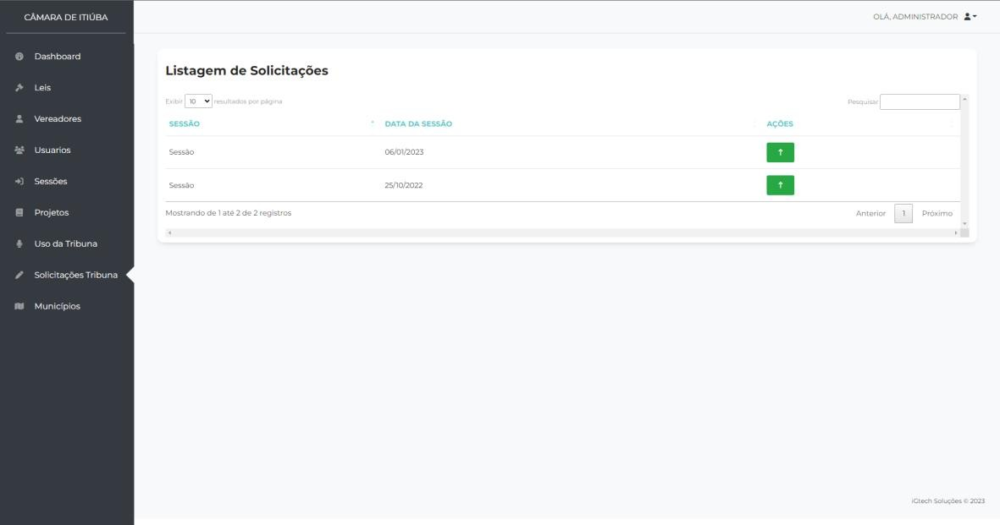 CÂMARA DE ITIÚBA
OLÁ, ADMINISTRADOR
Dashboard
Leis
Vereadores
Usuarios
Sessões
Projetos
Uso da Tribuna
Solicitações Tribuna
Municípios
Listagem de Solicitações
Exibir 10 resultados por página
Pesquisar
SESSÃO DATA DA SESSÃO AÇÕES
Sessão 06/01/2023
Sessão 25/10/2022
Mostrando de 1 até 2 de 2 registros
Anterior 1 Próximo
iGtech Soluções © 2023